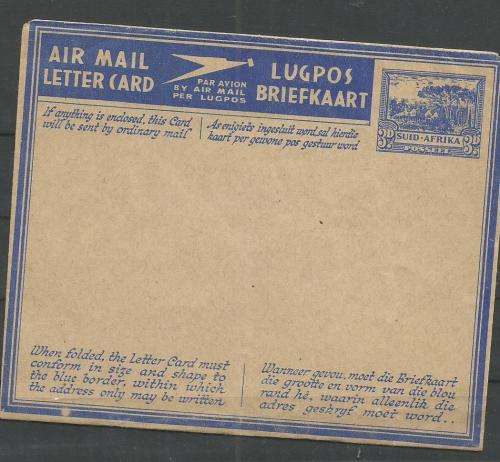 AIR MAIL
LETTER CARD
PAR AVION
BY AIR MAIL
PER LUGPOS
LUGPOS
BRIEFKAART
If anything is enclosed, this Card
will be sent by ordinary mail
As enigiets ingesluit word, sal hierdie
kaart per gewone pos gestuur word
SUID-AFRIKA
3D 3D
POSSEEL
When folded, the letter Card must
conform in size and shape to
the blue border, within which
the address only may be written
Wanneer gevou, moet die Briefkaart
die grootte en vorm van die blou
rand hê, waarin alleenlik die
adres geskryf moet word..